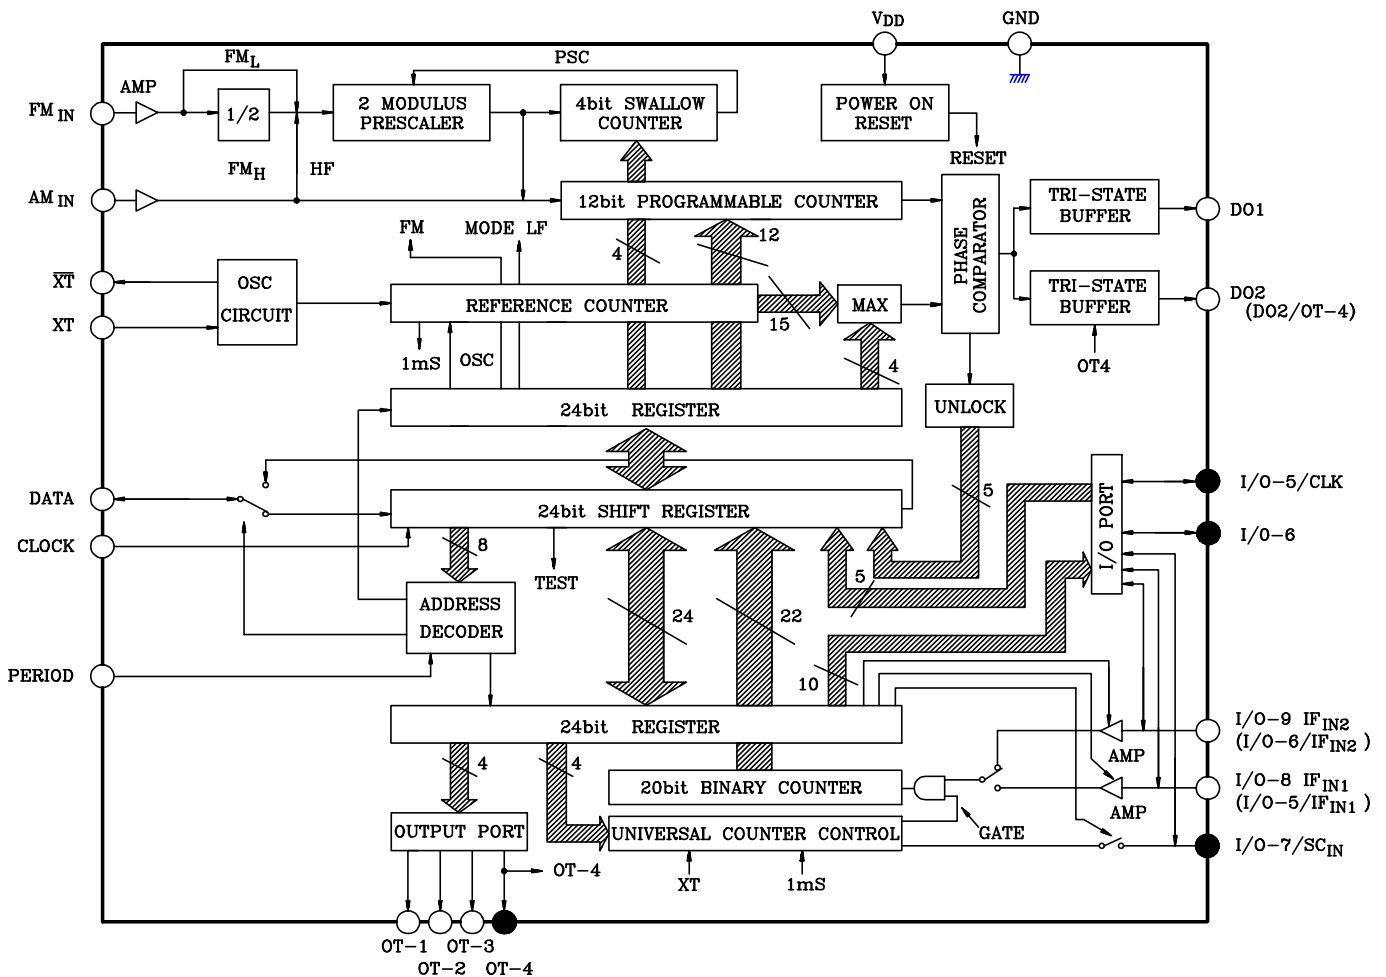 VDD
GND
FML
PSC
AMP
FM IN
1/2
2 MODULUS
PRESCALER
4bit SWALLOW
COUNTER
POWER ON
RESET
RESET
FMH
HF
AM IN
12bit PROGRAMMABLE COUNTER
PHASE
COMPARATOR
TRI-STATE
BUFFER
DO1
FM
MODE LF
4
12
XT
OSC
CIRCUIT
XT
REFERENCE COUNTER
15
MAX
TRI-STATE
BUFFER
DO2
(DO2/OT-4)
1mS
OSC
4
OT4
24bit REGISTER
UNLOCK
DATA
24bit SHIFT REGISTER
5
I/O PORT
I/O-5/CLK
CLOCK
8
TEST
5
I/O-6
ADDRESS
DECODER
24
22
PERIOD
10
24bit REGISTER
I/O-9 IFIN2
(I/O-6/IFIN2 )
AMP
4
4
20bit BINARY COUNTER
I/O-8 IFIN1
(I/O-5/IFIN1 )
AMP
OUTPUT PORT
UNIVERSAL COUNTER CONTROL
GATE
I/O-7/SCIN
OT-4
XT
1mS
OT-1
OT-2
OT-3
OT-4